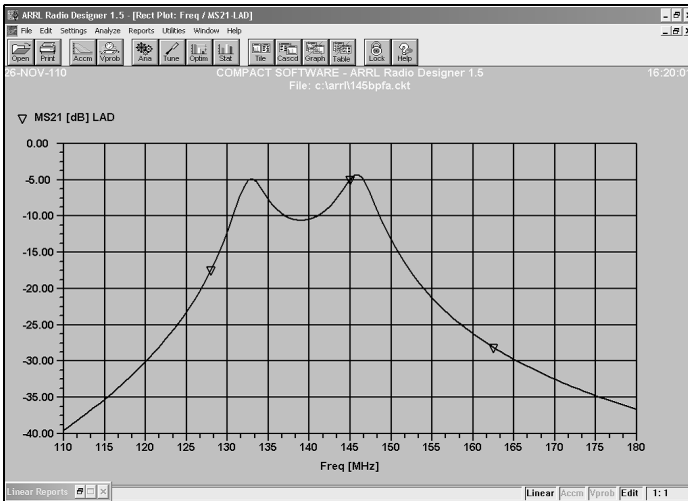 ARRL Radio Designer 1.5 - [Rect Plot: Freq / MS21-LAD]
File Edit Settings Analyze Reports Utilities Window Help
Open Print Accm Vprob Ana Tune Optim Stat Tile Cascd Graph Table Lock Help
26-NOV-110 COMPACT SOFTWARE - ARRL Radio Designer 1.5 16:20:01
File: c:\arrl\145bpfa.ckt
MS21 [dB] LAD
0.00
-5.00
-10.00
-15.00
-20.00
-25.00
-30.00
-35.00
-40.00
110 115 120 125 130 135 140 145 150 155 160 165 170 175 180
Freq [MHz]
Linear Reports Linear Accm Vprob Edit 1: 1